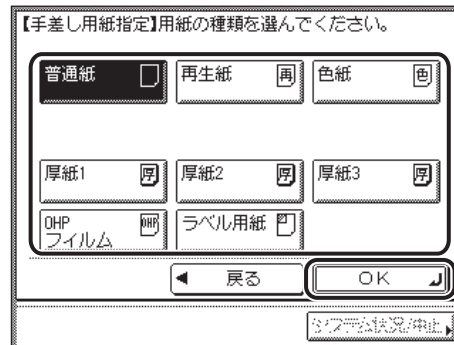 【手差し用紙指定】用紙の種類を選んでください。
普通紙 再生紙 再 色紙 色
厚紙1 厚 厚紙2 厚 厚紙3 厚
OHP フィルム OHP ラベル用紙
戻る OK
システム状況/中止